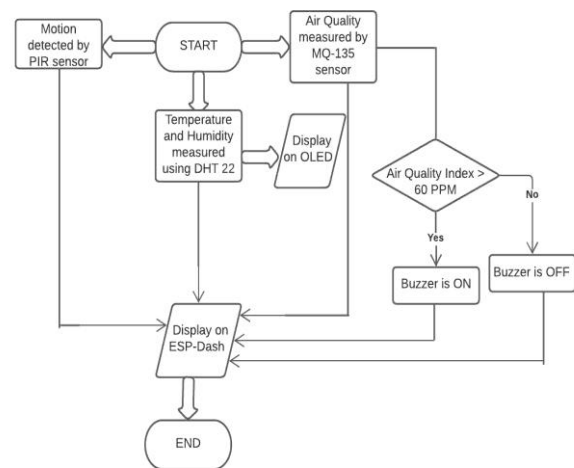 Motion
detected by
PIR sensor
START
Air Quality
measured by
MQ-135
sensor
Temperature
and Humidity
measured
using DHT 22
Display
on OLED
Air Quality Index >
60 PPM
No
Yes
Buzzer is ON
Buzzer is OFF
Display on
ESP-Dash
END